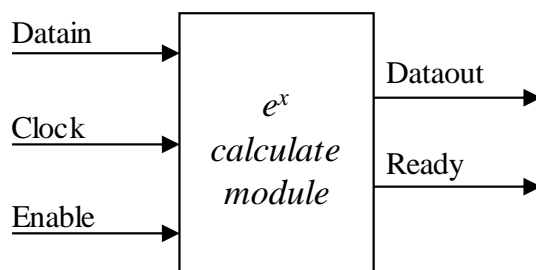 Datain
Clock
Enable
e^x
calculate
module
Dataout
Ready